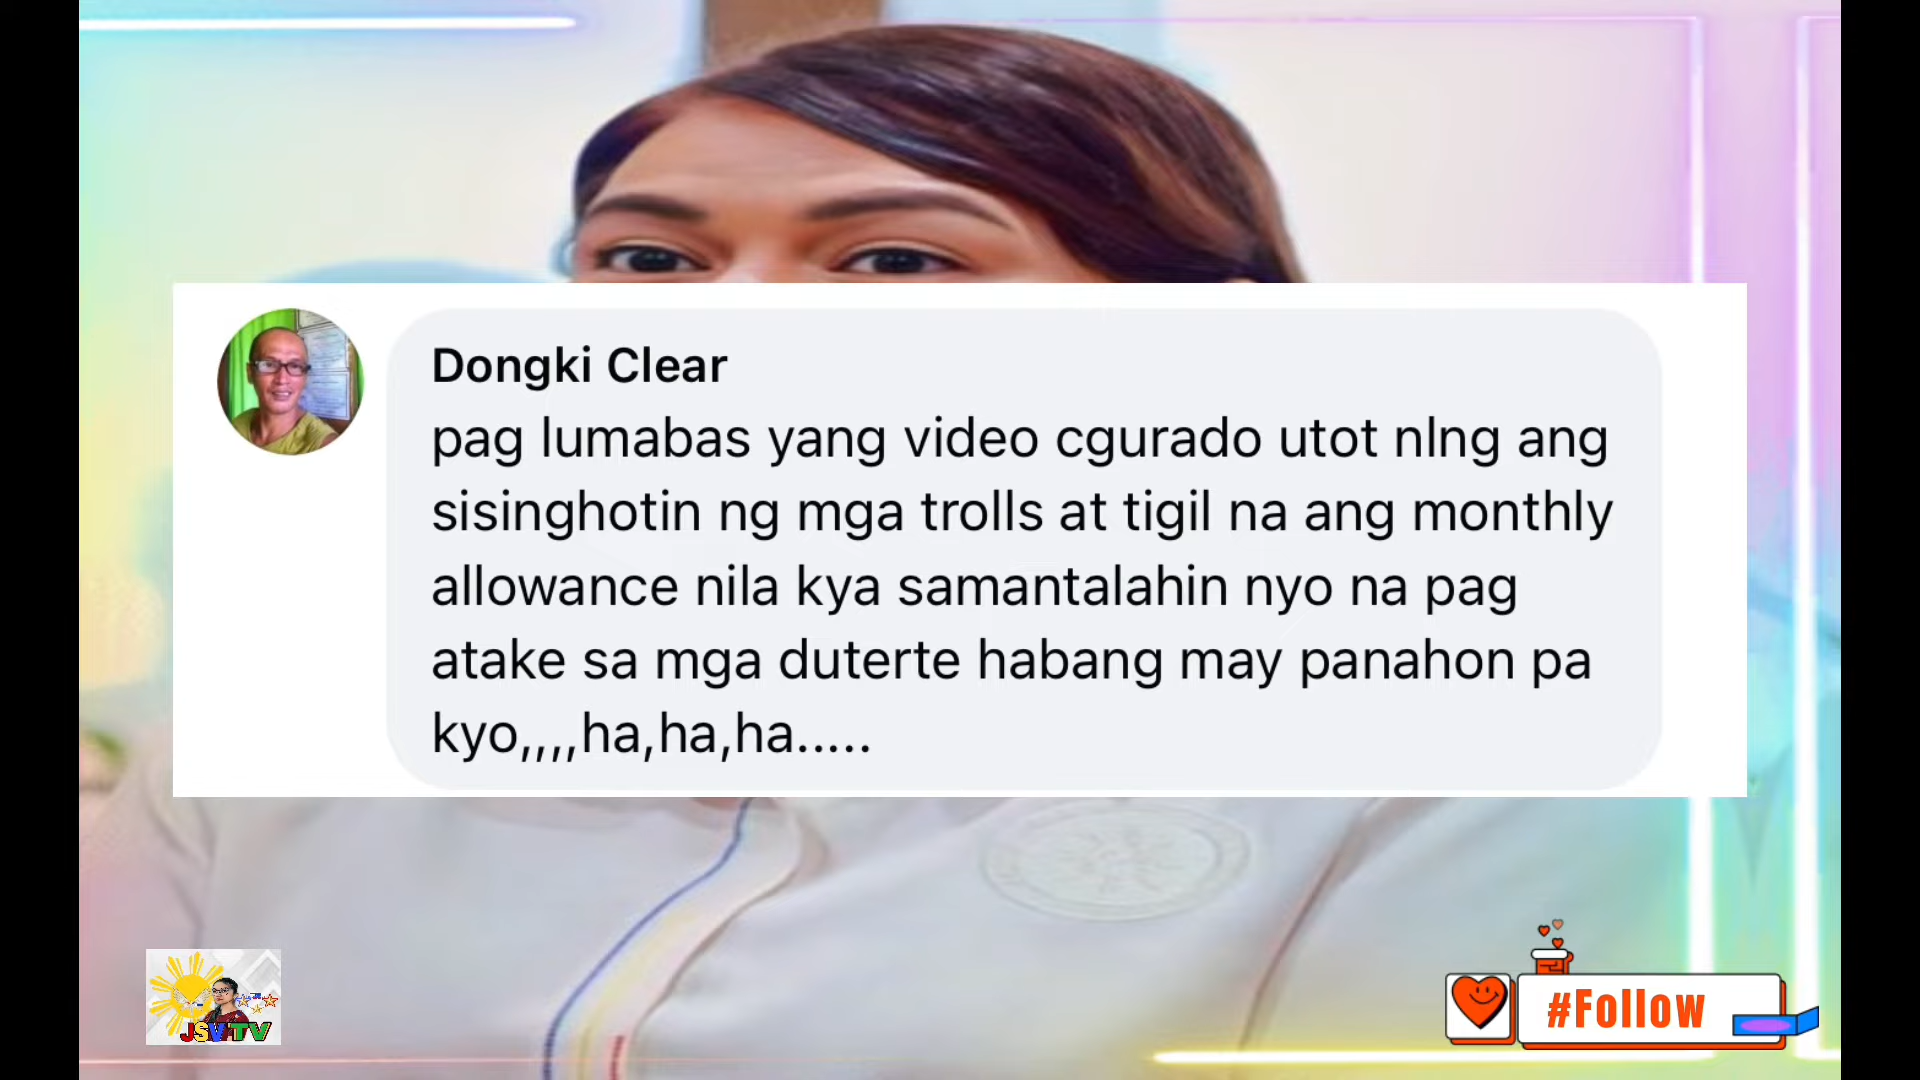 Dongki Clear
pag lumabas yang video cgurado utot nlng ang
sisinghotin ng mga trolls at tigil na ang monthly
allowance nila kya samantalahin nyo na pag
atake sa mga duterte habang may panahon pa
kyo,,,,ha,ha,ha.....
JSV TV
#Follow